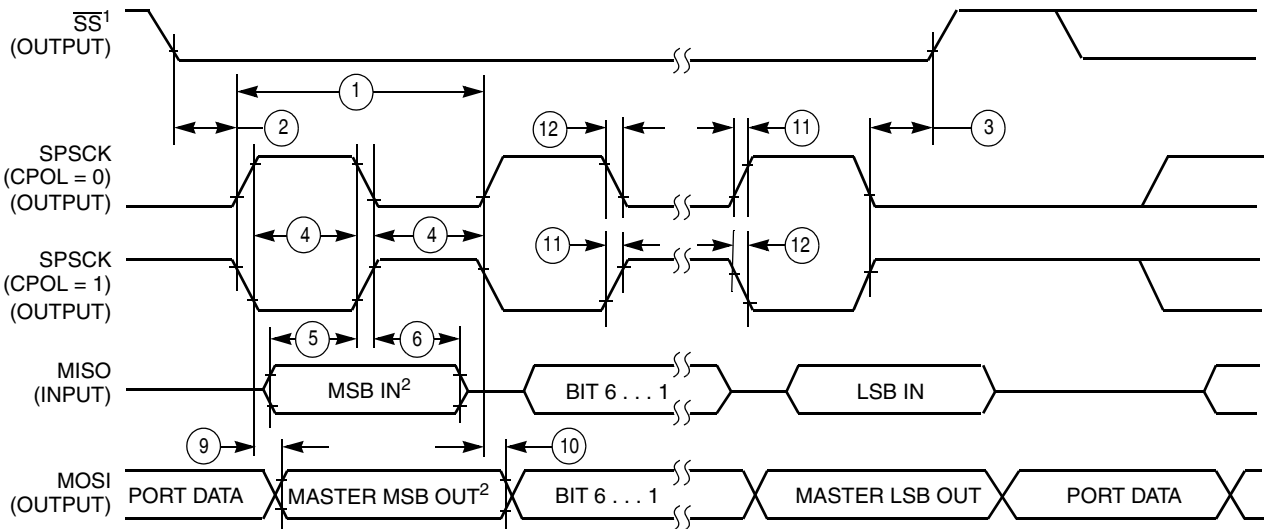 SS¹
(OUTPUT)
1
2
12
11
3
SPSCK
(CPOL = 0)
(OUTPUT)
4
4
11
12
SPSCK
(CPOL = 1)
(OUTPUT)
5
6
MISO
(INPUT)
MSB IN²
BIT 6 . . . 1
LSB IN
9
10
MOSI
(OUTPUT)
PORT DATA
MASTER MSB OUT²
BIT 6 . . . 1
MASTER LSB OUT
PORT DATA